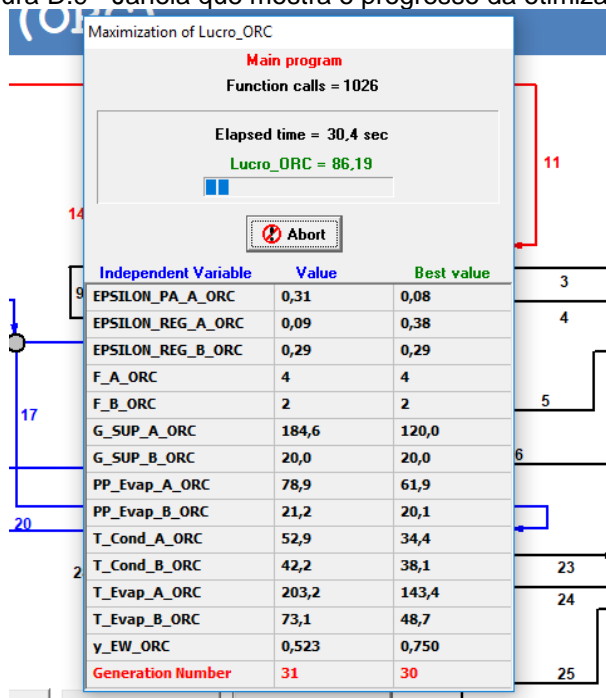 Janela que mostra o progresso da
(O
Maximization of Lucro_ORC
Main program
Function calls = 1026
Elapsed time = 30,4 sec
Lucro_ORC = 86,19
Abort
11
14
3
9
4
17
5
6
20
23
24
25
Independent Variable Value Best value
EPSILON_PA_A_ORC 0,31 0,08
EPSILON_REG_A_ORC 0,09 0,38
EPSILON_REG_B_ORC 0,29 0,29
F_A_ORC 4 4
F_B_ORC 2 2
G_SUP_A_ORC 184,6 120,0
G_SUP_B_ORC 20,0 20,0
PP_Evap_A_ORC 78,9 61,9
PP_Evap_B_ORC 21,2 20,1
T_Cond_A_ORC 52,9 34,4
T_Cond_B_ORC 42,2 38,1
T_Evap_A_ORC 203,2 143,4
T_Evap_B_ORC 73,1 48,7
y_EW_ORC 0,523 0,750
Generation Number 31 30